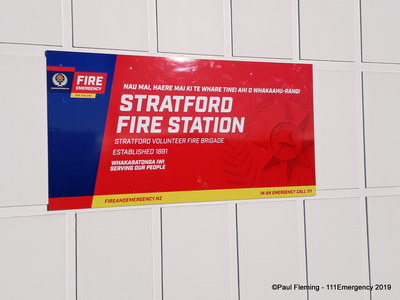 FIRE
EMERGENCY
NAU MAI, HAERE MAI KI TE WHARE TINEI AHI O WHAKAAHU-RANGI
STRATFORD
FIRE STATION
STRATFORD VOLUNTEER FIRE BRIGADE
ESTABLISHED 1891
WHAKARATONGA IWI
SERVING OUR PEOPLE
FIREANDEMERGENCY.NZ
IN AN EMERGENCY CALL 111
©Paul Fleming - 111Emergency 2019